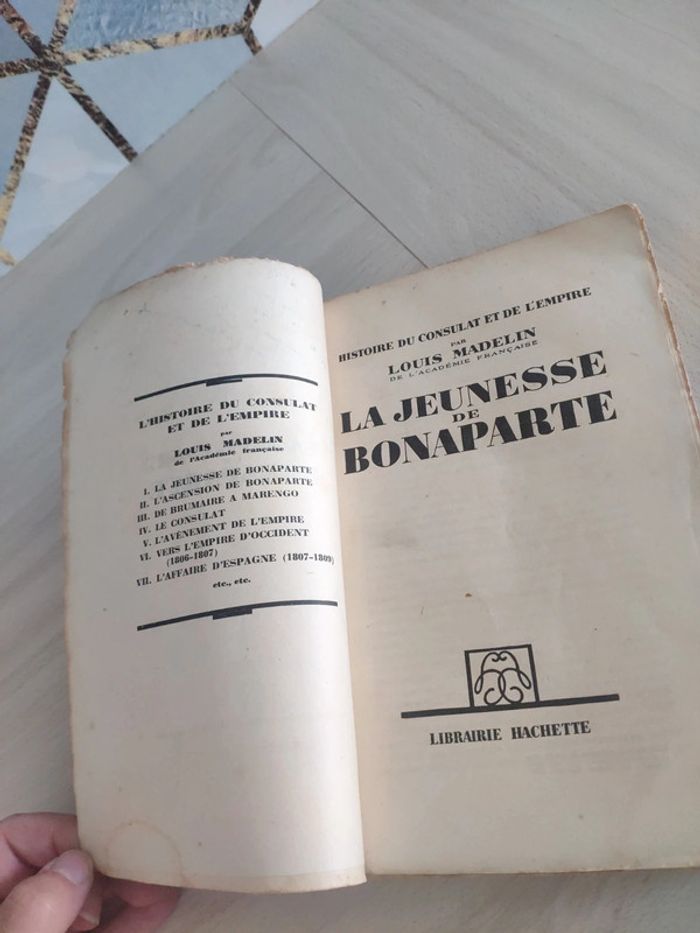 L'HISTOIRE DU CONSULAT
ET DE L'EMPIRE
par
LOUIS MADELIN
de l'Académie française
I. LA JEUNESSE DE BONAPARTE
II. L'ASCENSION DE BONAPARTE
III. DE BRUMAIRE A MARENGO
IV. LE CONSULAT
V. L'AVÈNEMENT DE L'EMPIRE
VI. VERS L'EMPIRE D'OCCIDENT
(1806-1807)
VII. L'AFFAIRE D'ESPAGNE (1807-1809)
etc., etc.
HISTOIRE DU CONSULAT ET DE L'EMPIRE
PAR
LOUIS MADELIN
DE L'ACADÉMIE FRANÇAISE
LA JEUNESSE
DE
BONAPARTE
LIBRAIRIE HACHETTE